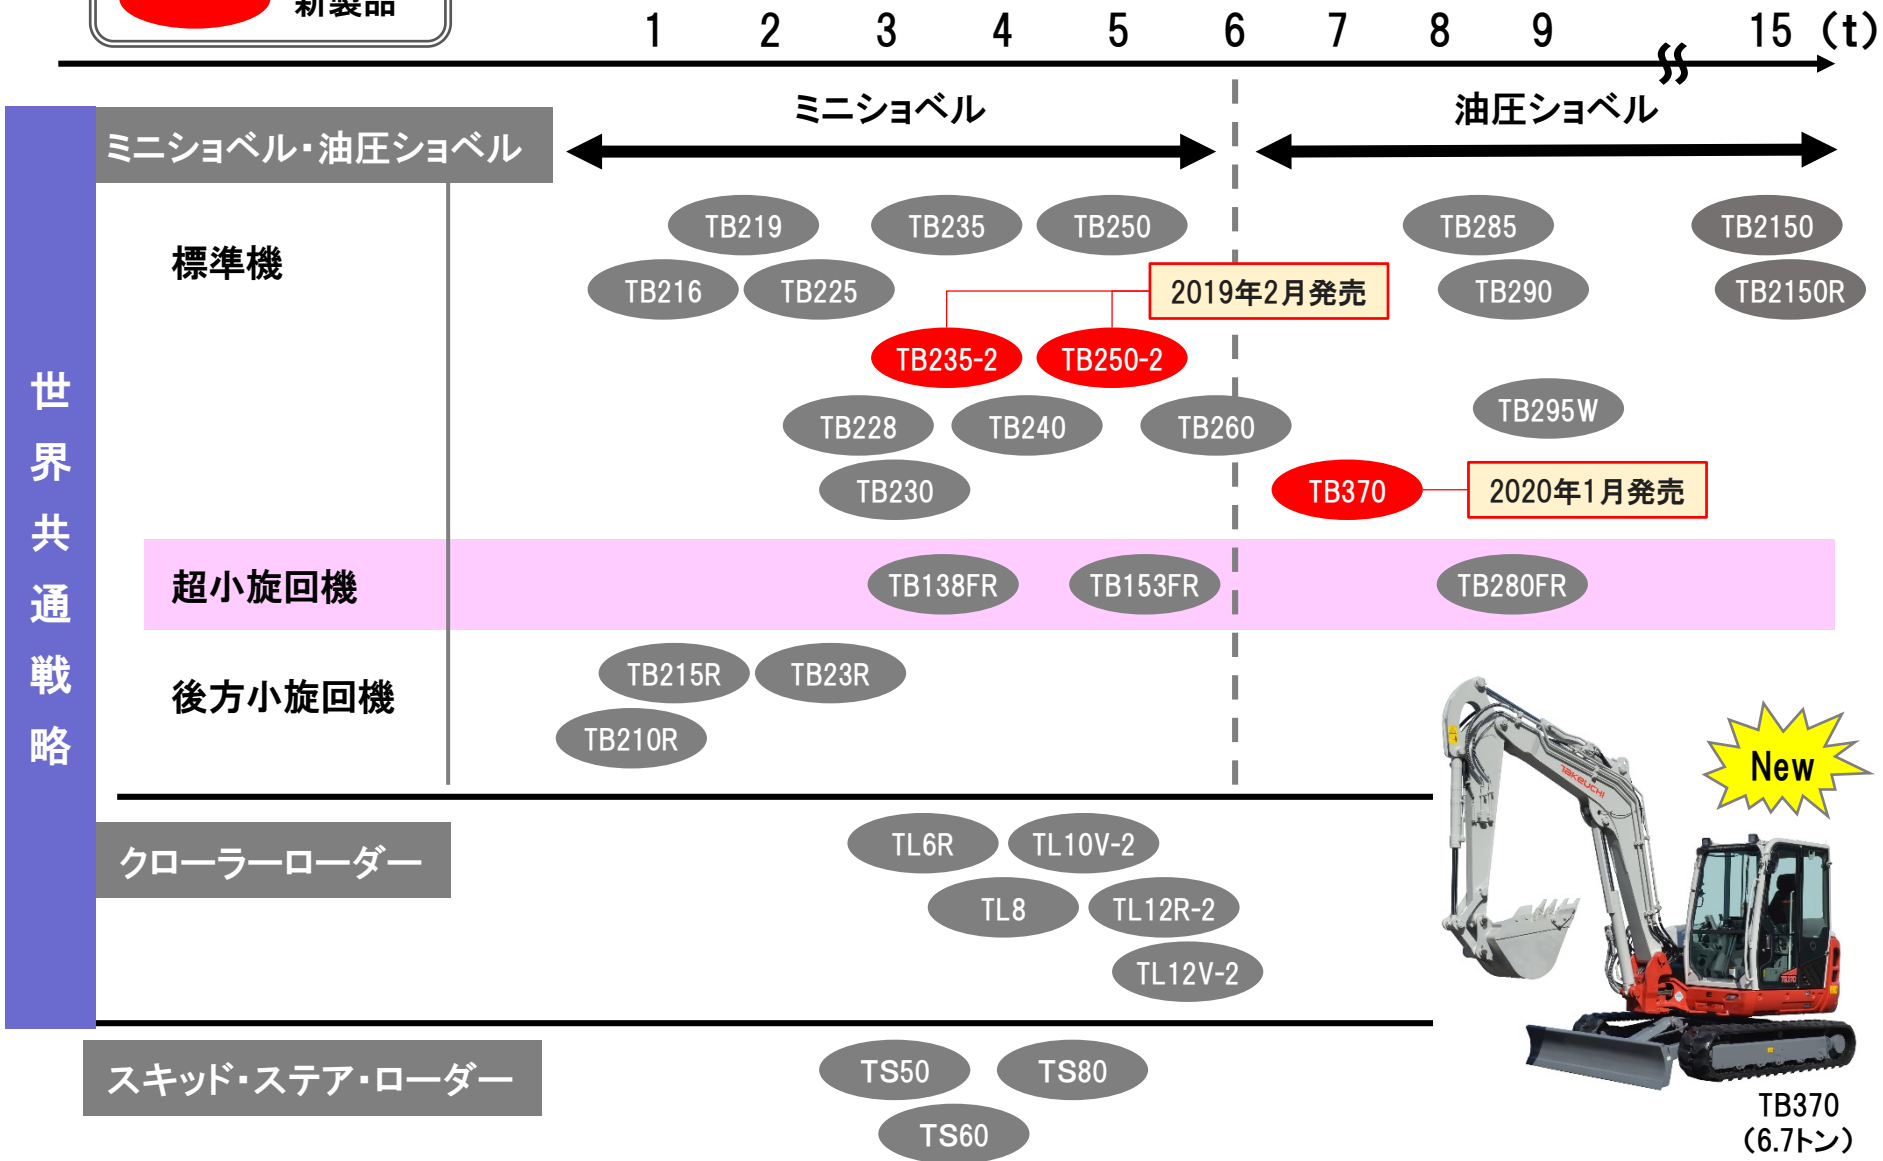 新製品
1 2 3 4 5 6 7 8 9 15 (t)
ミニショベル 油圧ショベル
ミニショベル・油圧ショベル
世界共通戦略
標準機
TB219 TB235 TB250 TB285 TB2150
TB216 TB225 2019年2月発売 TB290 TB2150R
TB235-2 TB250-2
TB228 TB240 TB260 TB295W
TB230 TB370 2020年1月発売
超小旋回機 TB138FR TB153FR TB280FR
後方小旋回機
TB215R TB23R
TB210R
New
TAKEUCHI
クローラーローダー
TL6R TL10V-2
TL8 TL12R-2
TL12V-2
スキッド・ステア・ローダー
TS50 TS80
TS60
TB370
(6.7トン)